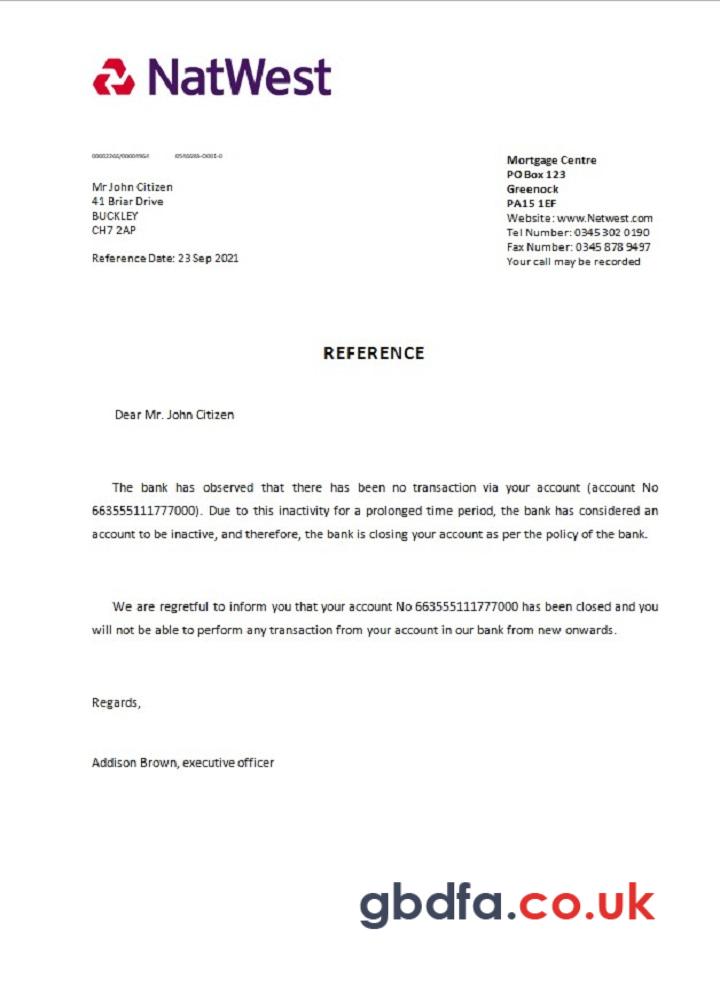 NatWest
Mr John Citizen
41 Briar Drive
BUCKLEY
CH7 2AP
Reference Date: 23 Sep 2021
Mortgage Centre
PO Box 123
Greenock
PA15 1EF
Website: www.Netwest.com
Tel Number: 0345 302 0190
Fax Number: 0345 878 9497
Your call may be recorded
REFERENCE
Dear Mr. John Citizen
The bank has observed that there has been no transaction via your account (account No
663555111777000). Due to this inactivity for a prolonged time period, the bank has considered an
account to be inactive, and therefore, the bank is closing your account as per the policy of the bank.
We are regretful to inform you that your account No 663555111777000 has been closed and you
will not be able to perform any transaction from your account in our bank from new onwards.
Regards,
Addison Brown, executive officer
gbdfa.co.uk